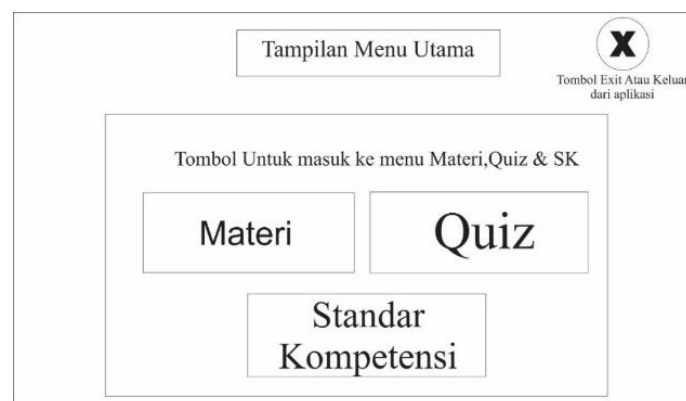 Tampilan Menu Utama
X
Tombol Exit Atau Keluar
dari aplikasi
Tombol Untuk masuk ke menu Materi,Quiz & SK
Materi
Quiz
Standar
Kompetensi